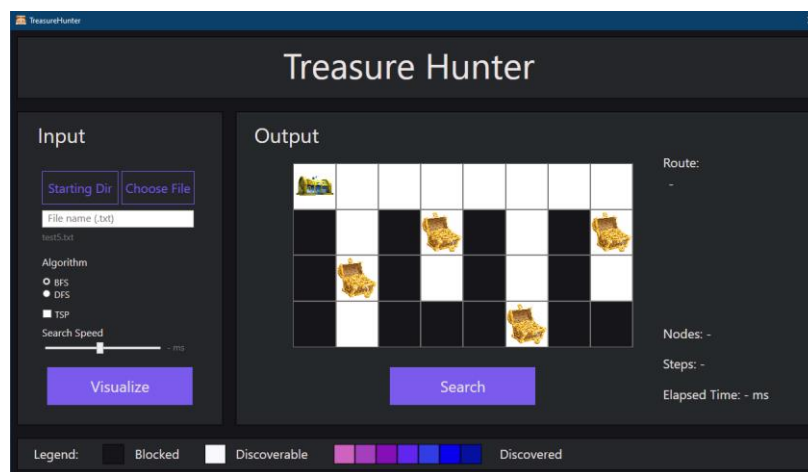 TreasureHunter
Treasure Hunter
Input
Starting Dir
Choose File
File name (.txt)
test5.txt
Algorithm
BFS
DFS
TSP
Search Speed
- ms
Visualize
Output
Search
Route:
-
Nodes: -
Steps: -
Elapsed Time: - ms
Legend:
Blocked
Discoverable
Discovered